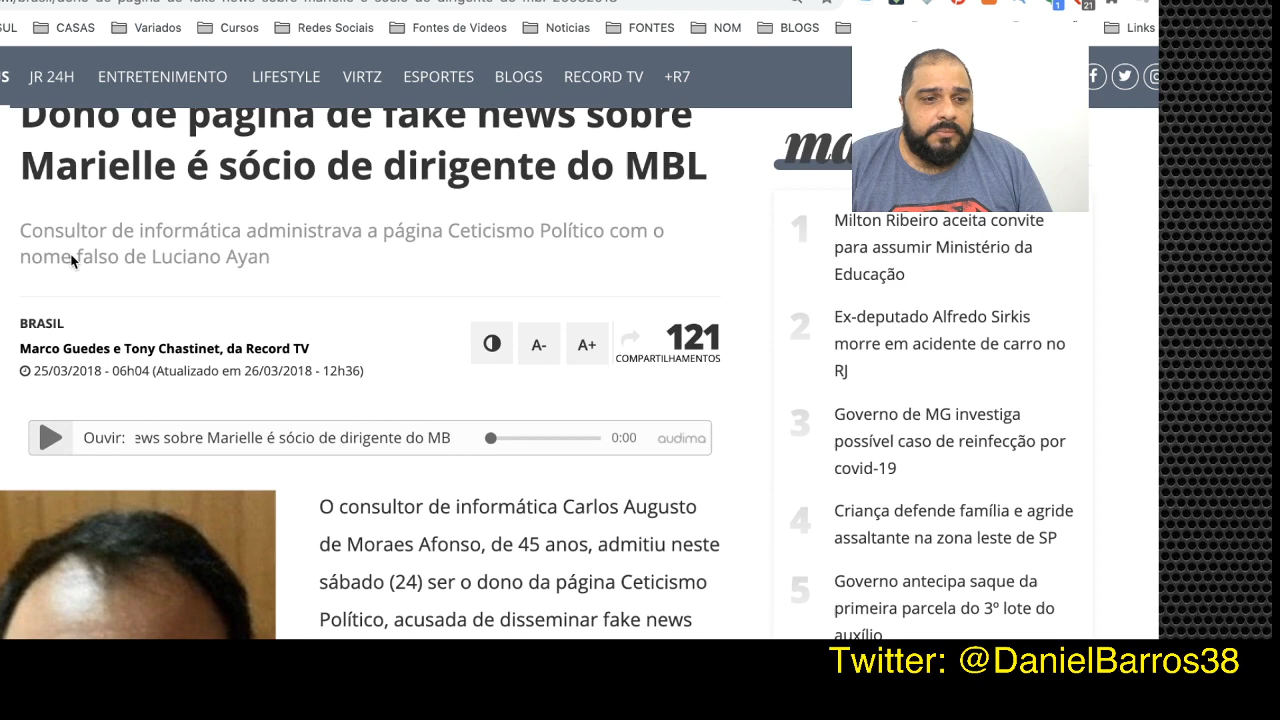 CASAS Variados Cursos Redes Sociais Fontes de Videos Noticias FONTES NOM BLOGS Links
1 21
S JR 24H ENTRETENIMENTO LIFESTYLE VIRTZ ESPORTES BLOGS RECORD TV +R7
Dono de página de fake news sobre
Marielle é sócio de dirigente do MBL
Consultor de informática administrava a página Ceticismo Político com o
nome falso de Luciano Ayan
BRASIL
Marco Guedes e Tony Chastinet, da Record TV
25/03/2018 - 06h04 (Atualizado em 26/03/2018 - 12h36)
A- A+
121
COMPARTILHAMENTOS
Ouvir: ews sobre Marielle é sócio de dirigente do MB 0:00 audima
O consultor de informática Carlos Augusto
de Moraes Afonso, de 45 anos, admitiu neste
sábado (24) ser o dono da página Ceticismo
Político, acusada de disseminar fake news
1 Milton Ribeiro aceita convite
para assumir Ministério da
Educação
2 Ex-deputado Alfredo Sirkis
morre em acidente de carro no
RJ
3 Governo de MG investiga
possível caso de reinfecção por
covid-19
4 Criança defende família e agride
assaltante na zona leste de SP
5 Governo antecipa saque da
primeira parcela do 3º lote do
auxílio
Twitter: @DanielBarros38